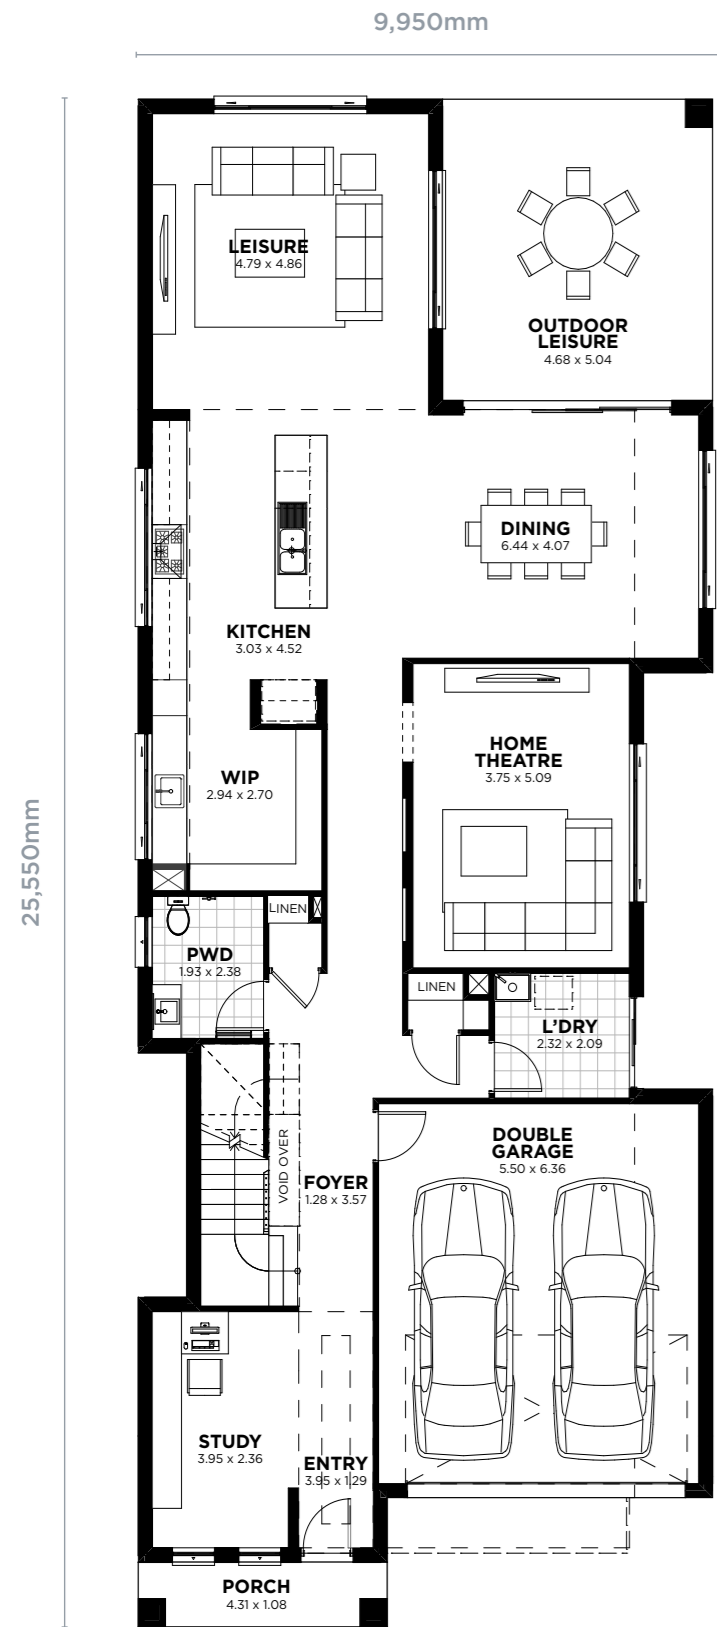 9,950mm
25,550mm
LEISURE
4.79 x 4.86
OUTDOOR
LEISURE
4.68 x 5.04
DINING
6.44 x 4.07
KITCHEN
3.03 x 4.52
HOME
THEATRE
3.75 x 5.09
WIP
2.94 x 2.70
LINEN
PWD
1.93 x 2.38
LINEN
L'DRY
2.32 x 2.09
DOUBLE
GARAGE
5.50 x 6.36
VOID OVER
FOYER
1.28 x 3.57
STUDY
3.95 x 2.36
ENTRY
3.95 x 1.29
PORCH
4.31 x 1.08